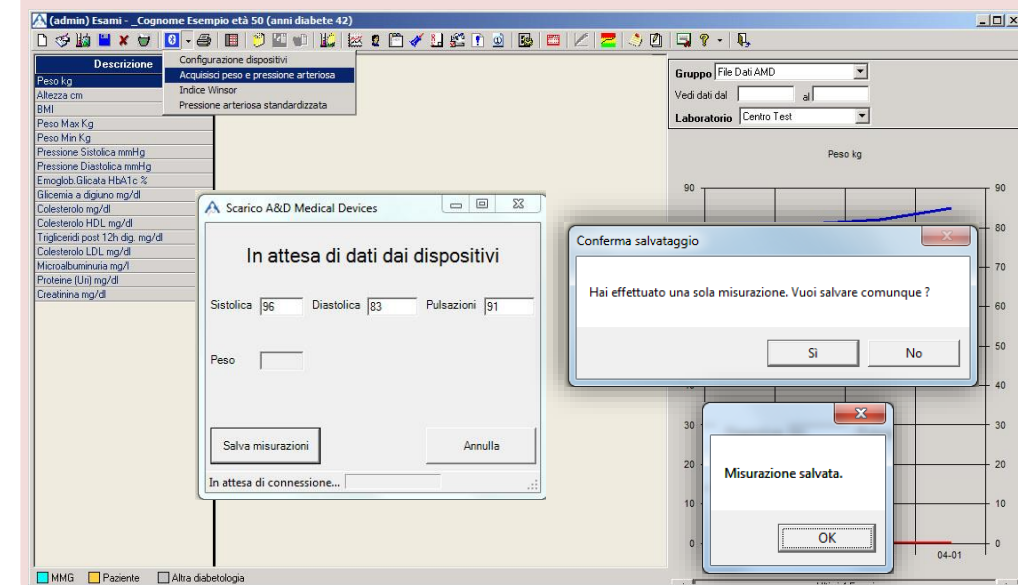 (admin) Esami - _Cognome Esempio età 50 (anni diabete 42)
Descrizione
Peso kg
Altezza cm
BMI
Peso Max Kg
Peso Min Kg
Pressione Sistolica mmHg
Pressione Diastolica mmHg
Emoglob.Glicata HbA1c %
Glicemia a digiuno mg/dl
Colesterolo mg/dl
Colesterolo HDL mg/dl
Trigliceridi post 12h dig. mg/dl
Colesterolo LDL mg/dl
Microalbuminuria mg/l
Proteine (Uri) mg/dl
Creatinina mg/dl
Configurazione dispositivi
Acquisisci peso e pressione arteriosa
Indice Winsor
Pressione arteriosa standardizzata
Gruppo File Dati AMD
Vedi dati dal al
Laboratorio Centro Test
Peso kg
90 90
80
70
60
50
40
30 30
20 20
10 10
0 0
04-01
Scarico A&D Medical Devices
In attesa di dati dai dispositivi
Sistolica 96 Diastolica 83 Pulsazioni 91
Peso
Salva misurazioni Annulla
In attesa di connessione...
Conferma salvataggio
Hai effettuato una sola misurazione. Vuoi salvare comunque ?
Sì No
Misurazione salvata.
OK
MMG Paziente Altra diabetologia